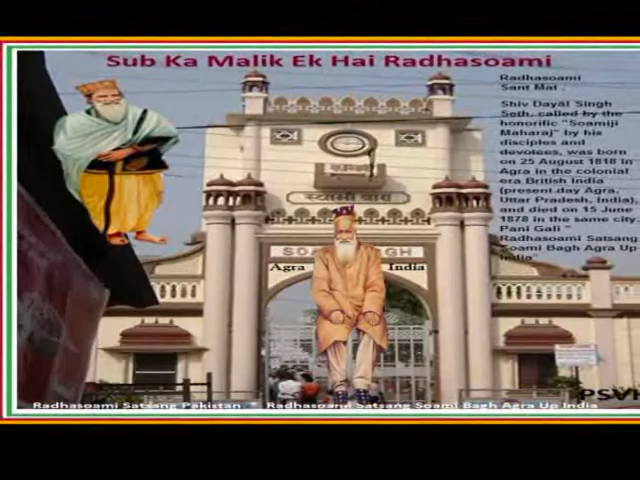 Sub Ka Malik Ek Hai Radhasoami
Radhasoami
Sant Mat .
Shiv Dayal Singh
Seth, called by the
honorific "Soamiji
Maharaj" by his
disciples and
devotees, was born
on 25 August 1818 in
Agra in the colonial
era British India
(present day Agra,
Uttar Pradesh, India),
and died on 15 June
1878 in the same city.
Pani Gali "
Radhasoami Satsang
Soami Bagh Agra Up
India"
स्वामी बाग
Agra
India
Radhasoami Satsang Pakistan * Radhasoami Satsang Soami Bagh Agra Up India